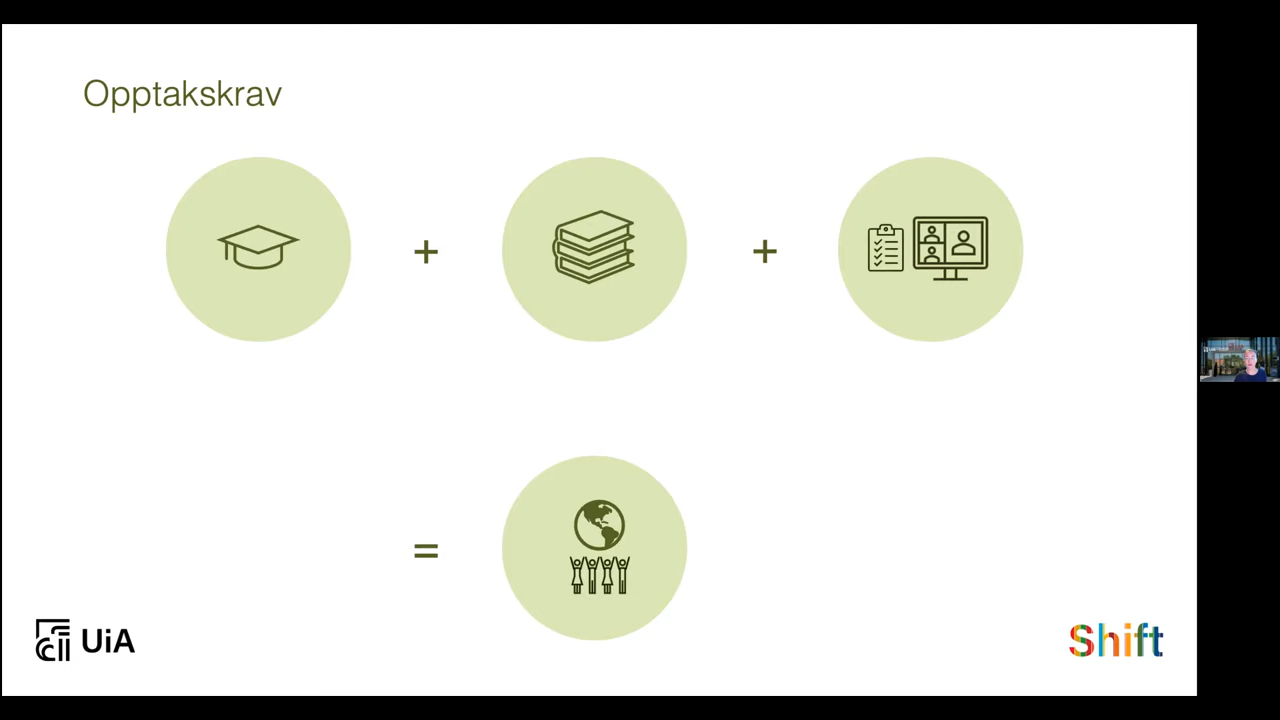 Opptakskrav
+
+
=
UiA
Shift